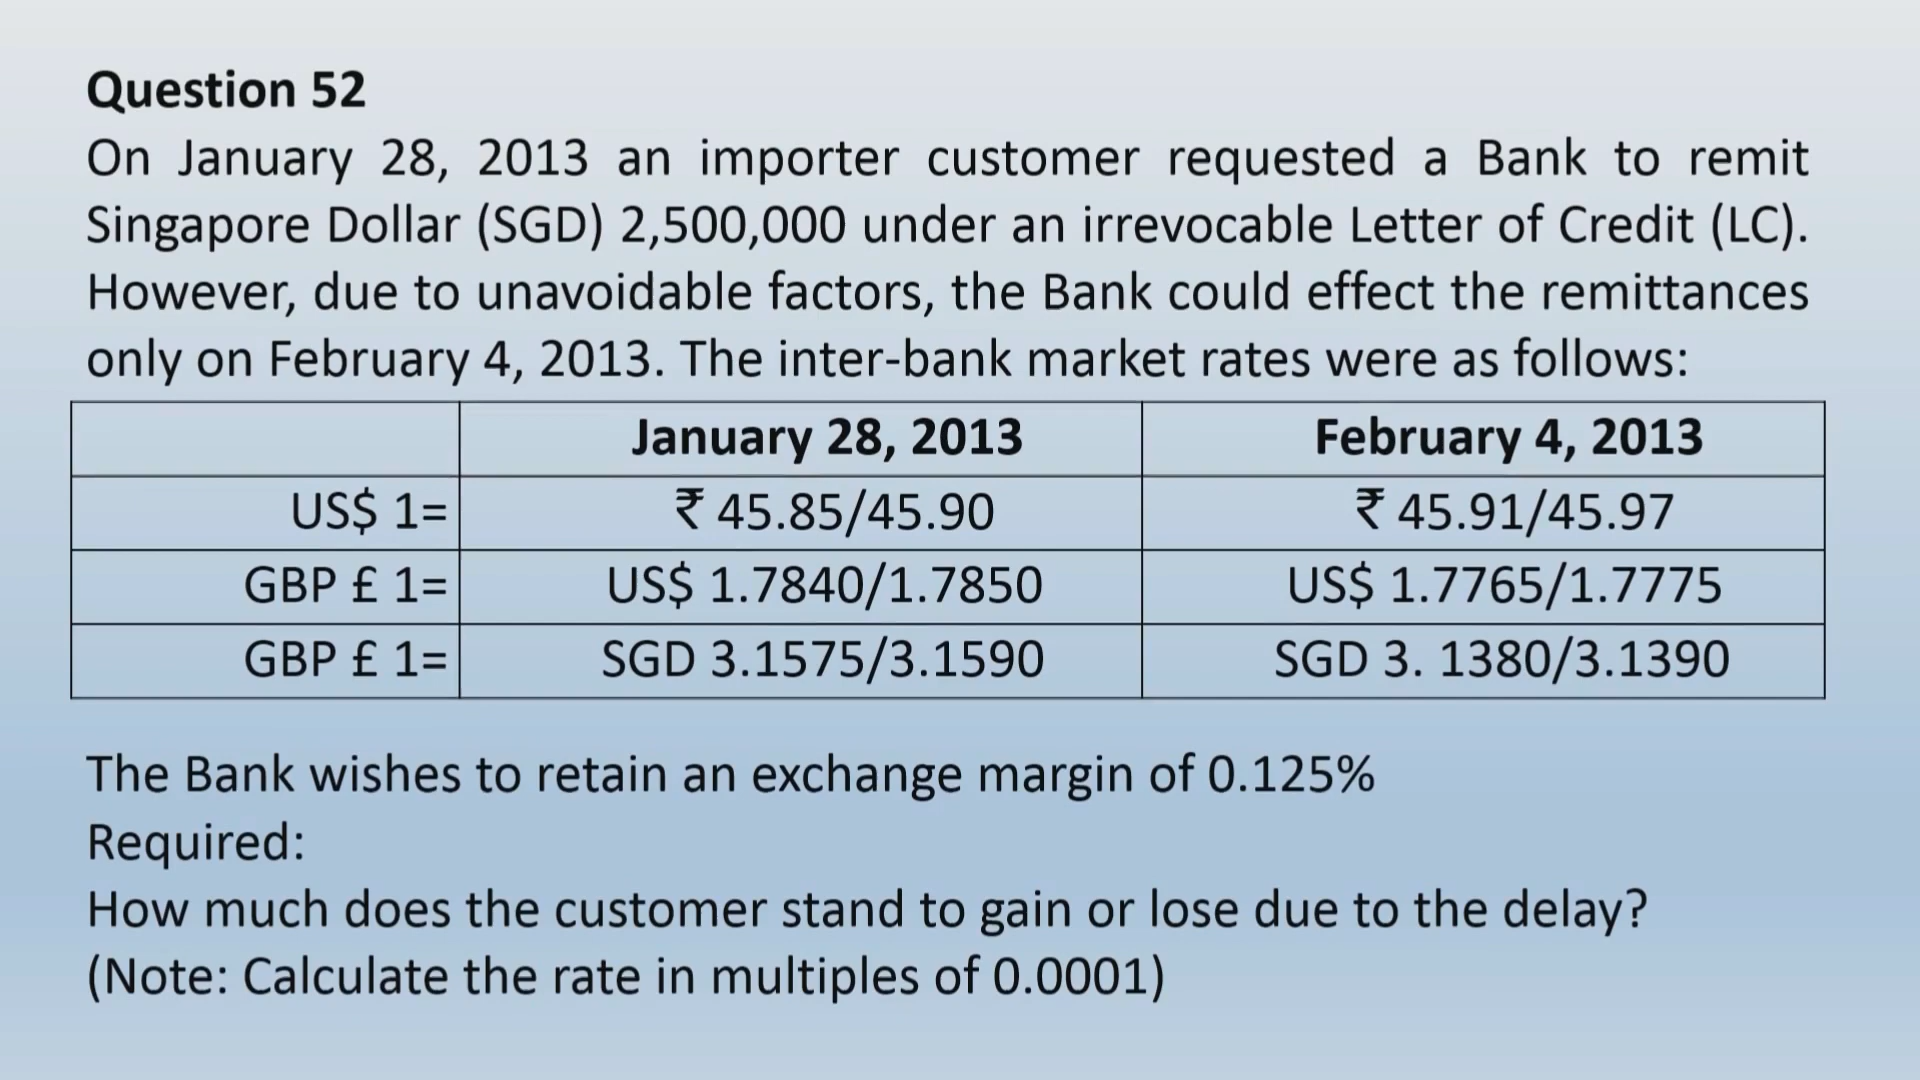 Question 52
On January 28, 2013 an importer customer requested a Bank to remit
Singapore Dollar (SGD) 2,500,000 under an irrevocable Letter of Credit (LC).
However, due to unavoidable factors, the Bank could effect the remittances
only on February 4, 2013. The inter-bank market rates were as follows:
January 28, 2013 February 4, 2013
US$ 1= ₹ 45.85/45.90 ₹ 45.91/45.97
GBP £ 1= US$ 1.7840/1.7850 US$ 1.7765/1.7775
GBP £ 1= SGD 3.1575/3.1590 SGD 3. 1380/3.1390
The Bank wishes to retain an exchange margin of 0.125%
Required:
How much does the customer stand to gain or lose due to the delay?
(Note: Calculate the rate in multiples of 0.0001)